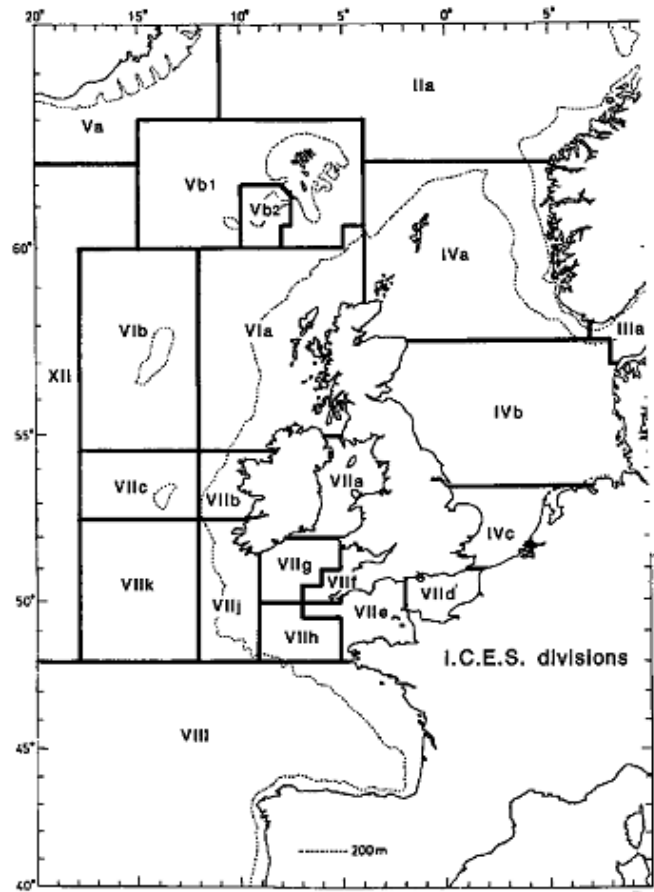 20° 15° 10° 5° 0° 5°
IIa
Va
Vb1
Vb2
60°
IVa
VIb
VIa
IIIa
XII
IVb
55°
VIIc
VIIb
VIIa
IVc
VIIg
VIIf
VIIk
VIId
50°
VIIj
VIIe
VIIh
I.C.E.S. divisions
VIII
45°
200m
40°